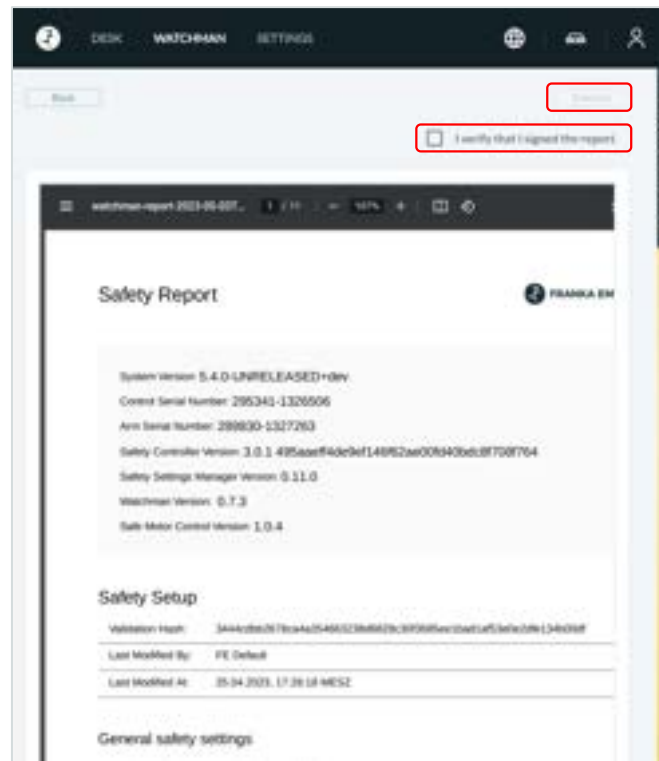 DESK WATCHMAN SETTINGS
Back
I verify that I signed the report.
1 / 11
Safety Report
FRANKA EM
System Version: 5.4.0-UNRELEASED+dev
Control Serial Number: 295341-1326506
Arm Serial Number: 289830-1327263
Safety Controller Version: 3.0.1
Safety Settings Manager Version: 0.11.0
Watchman Version: 0.7.3
Safe Motor Control Version: 1.0.4
Safety Setup
Validation Hash:
Last Modified By: FE Default
Last Modified At: 25.04.2023, 17:26:18 MESZ
General safety settings